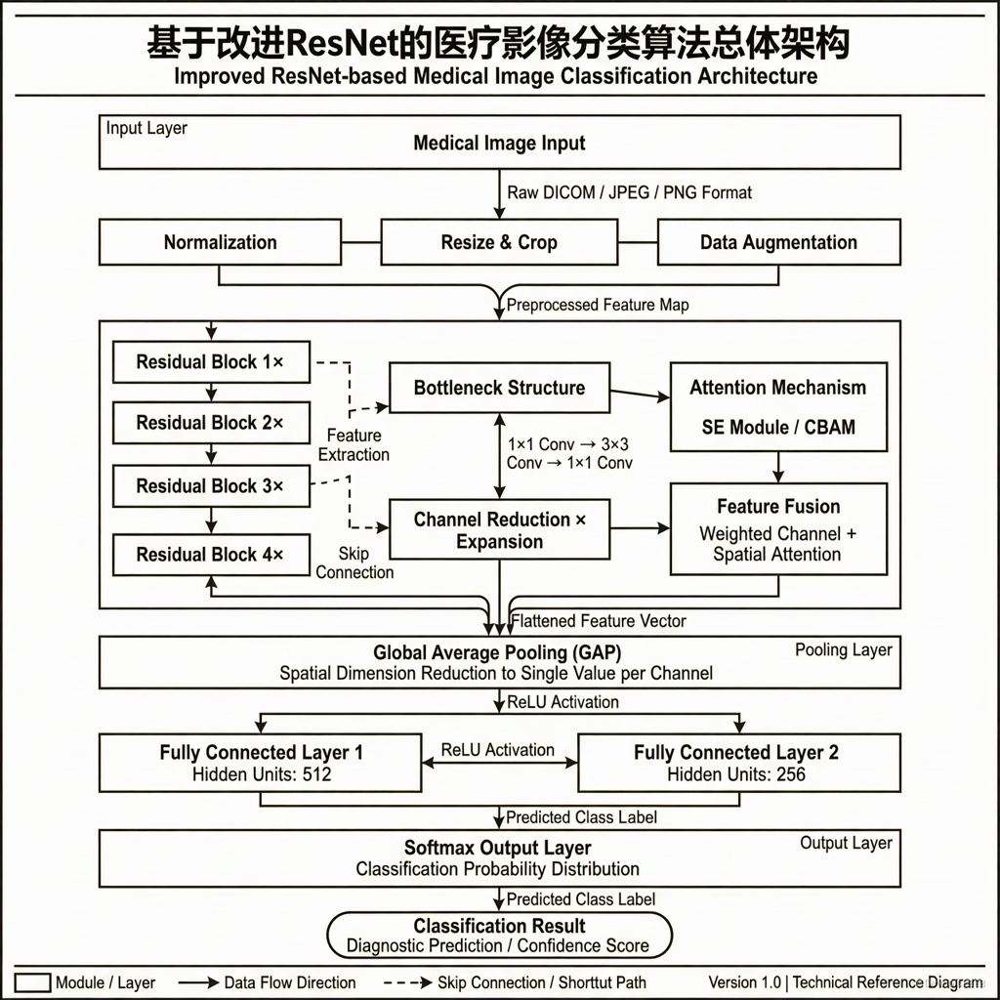 基于改进ResNet的医疗影像分类算法总体架构
Improved ResNet-based Medical Image Classification Architecture
Input Layer
Medical Image Input
Raw DICOM / JPEG / PNG Format
Normalization
Resize & Crop
Data Augmentation
Preprocessed Feature Map
Residual Block 1×
Residual Block 2×
Residual Block 3×
Residual Block 4×
Feature
Extraction
Skip
Connection
Bottleneck Structure
1×1 Conv → 3×3
Conv → 1×1 Conv
Channel Reduction ×
Expansion
Attention Mechanism
SE Module / CBAM
Feature Fusion
Weighted Channel +
Spatial Attention
Flattened Feature Vector
Global Average Pooling (GAP)
Pooling Layer
Spatial Dimension Reduction to Single Value per Channel
ReLU Activation
Fully Connected Layer 1
Hidden Units: 512
ReLU Activation
Fully Connected Layer 2
Hidden Units: 256
Predicted Class Label
Softmax Output Layer
Output Layer
Classification Probability Distribution
Predicted Class Label
Classification Result
Diagnostic Prediction / Confidence Score
Module / Layer
Data Flow Direction
Skip Connection / Shorttut Path
Version 1.0 | Technical Reference Diagram